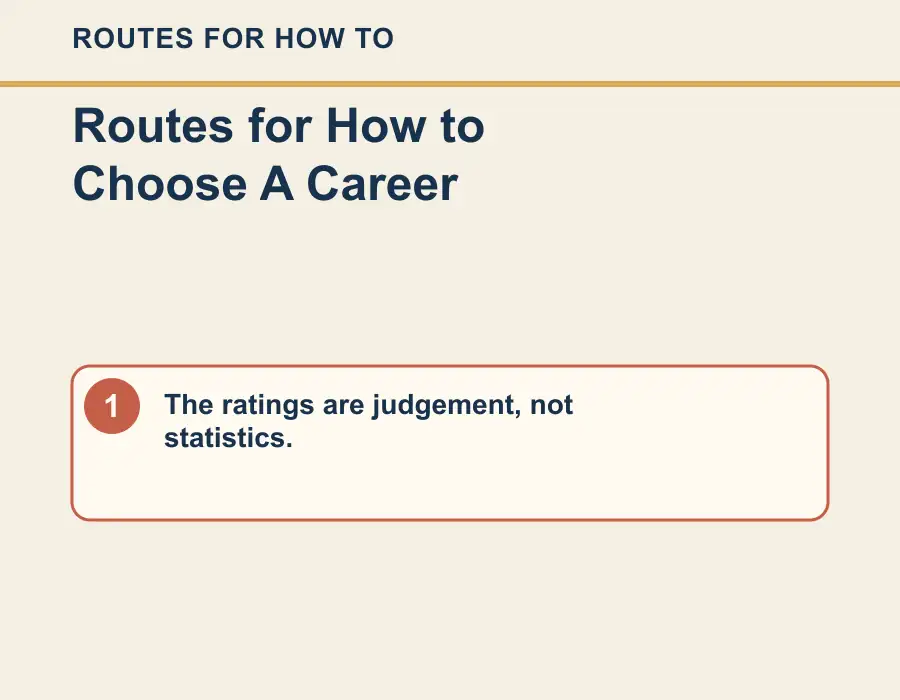 ROUTES FOR HOW TO
Routes for How to
Choose A Career
1
The ratings are judgement, not
statistics.